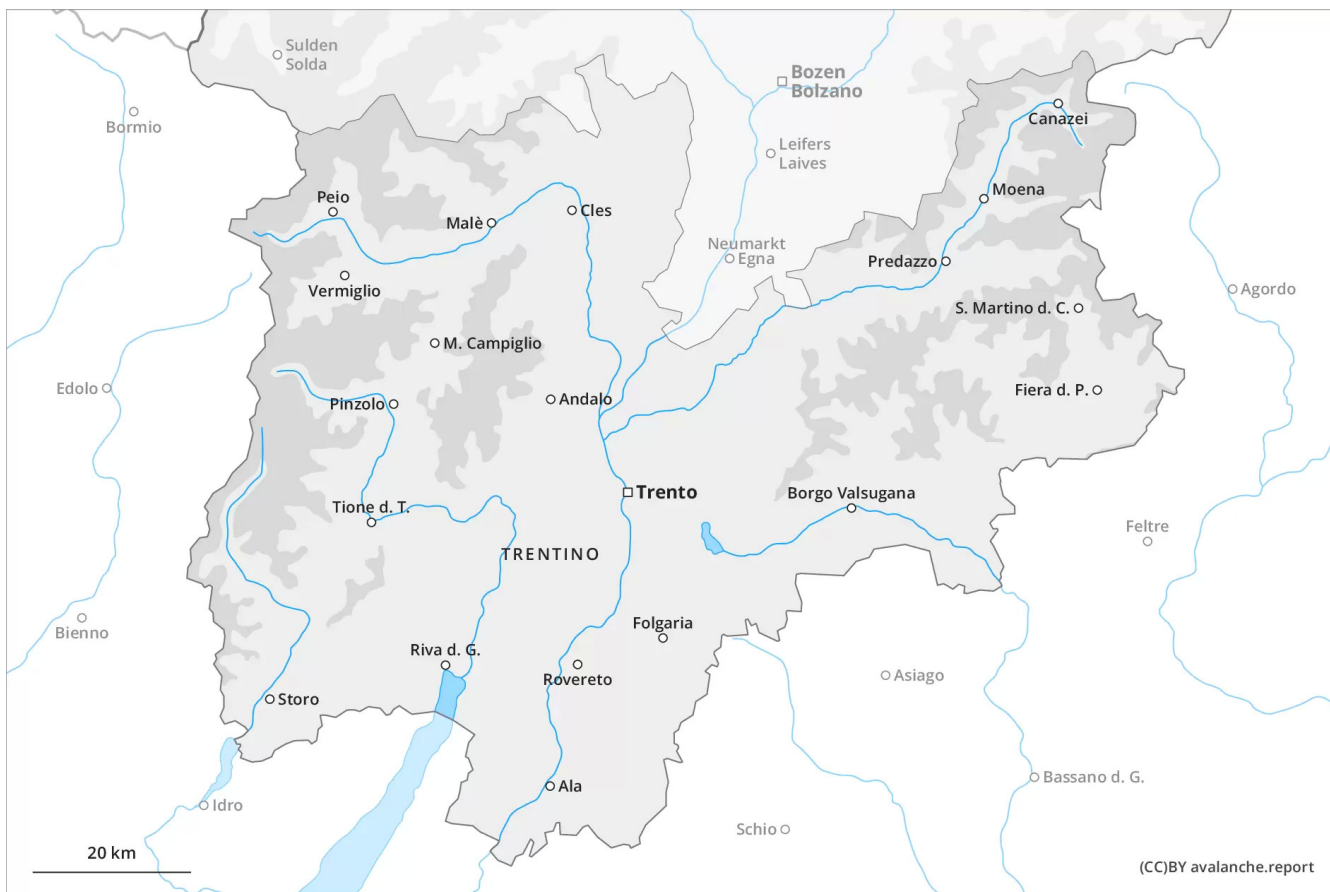 Sulden
Solda
Bozen
Bolzano
Bormio
Canazei
Leifers
Laives
Peio
Moena
Malè
Cles
Neumarkt
Egna
Predazzo
Vermiglio
Agordo
S. Martino d. C.
M. Campiglio
Edolo
Andalo
Fiera d. P.
Pinzolo
Trento
Borgo Valsugana
Tione d. T.
Feltre
TRENTINO
Bienno
Folgaria
Riva d. G.
Rovereto
Asiago
Storo
Bassano d. G.
Ala
Idro
Schio
20 km
(CC)BY avalanche.report